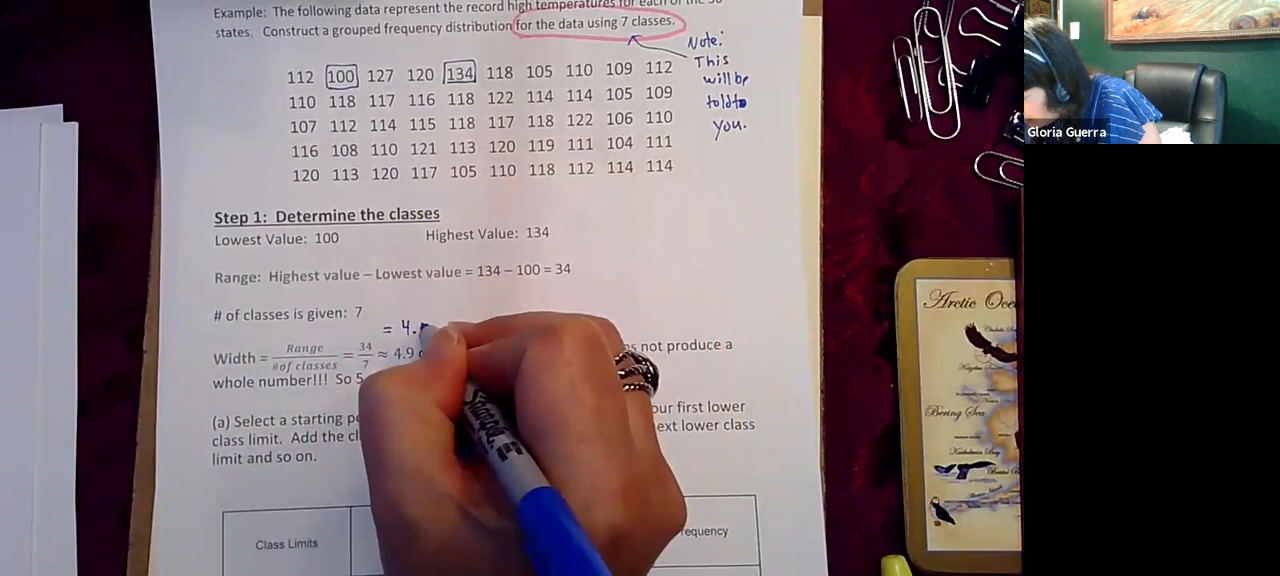 Example: The following data represent the record high temperatures for each of the 50
states. Construct a grouped frequency distribution for the data using 7 classes.
Note:
This
will be
told to
you.
112 100 127 120 134 118 105 110 109 112
110 118 117 116 118 122 114 114 105 109
107 112 114 115 118 117 118 122 106 110
116 108 110 121 113 120 119 111 104 111
120 113 120 117 105 110 118 112 114 114
Step 1: Determine the classes
Lowest Value: 100 Highest Value: 134
Range: Highest value – Lowest value = 134 – 100 = 34
# of classes is given: 7
= 4.
Width = Range / # of classes = 34 / 7 ≈ 4.9 not produce a
whole number!!! So 5
(a) Select a starting our first lower
class limit. Add the ext lower class
limit and so on.
Class Limits requency
Gloria Guerra
Arctic Oce
Bering Sea